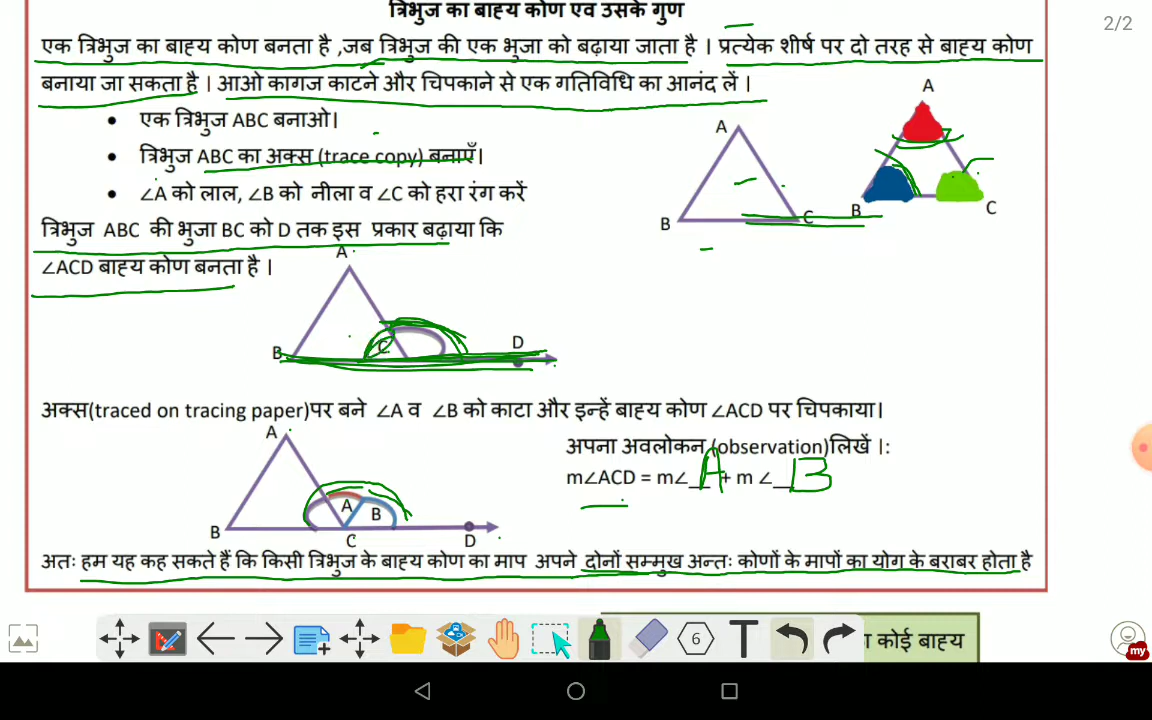 त्रिभुज का बाह्य कोण एवं उसके गुण
2/2
एक त्रिभुज का बाह्य कोण बनता है ,जब त्रिभुज की एक भुजा को बढ़ाया जाता है । प्रत्येक शीर्ष पर दो तरह से बाह्य कोण
बनाया जा सकता है । आओ कागज काटने और चिपकाने से एक गतिविधि का आनंद लें ।
• एक त्रिभुज ABC बनाओ।
• त्रिभुज ABC का अक्स (trace copy) बनाएँ।
• ∠A को लाल, ∠B को नीला व ∠C को हरा रंग करें
A
B
C
A
B
C
त्रिभुज ABC की भुजा BC को D तक इस प्रकार बढ़ाया कि
∠ACD बाह्य कोण बनता है ।
A
B
C
D
अक्स(traced on tracing paper)पर बने ∠A व ∠B को काटा और इन्हें बाह्य कोण ∠ACD पर चिपकाया।
A
B
A
B
C
D
अपना अवलोकन (observation)लिखें ।:
m∠ACD = m∠__ A + m ∠__ B
अतः हम यह कह सकते हैं कि किसी त्रिभुज के बाह्य कोण का माप अपने दोनों सम्मुख अन्तः कोणों के मापों का योग के बराबर होता है
6
T
कोई बाह्य
my